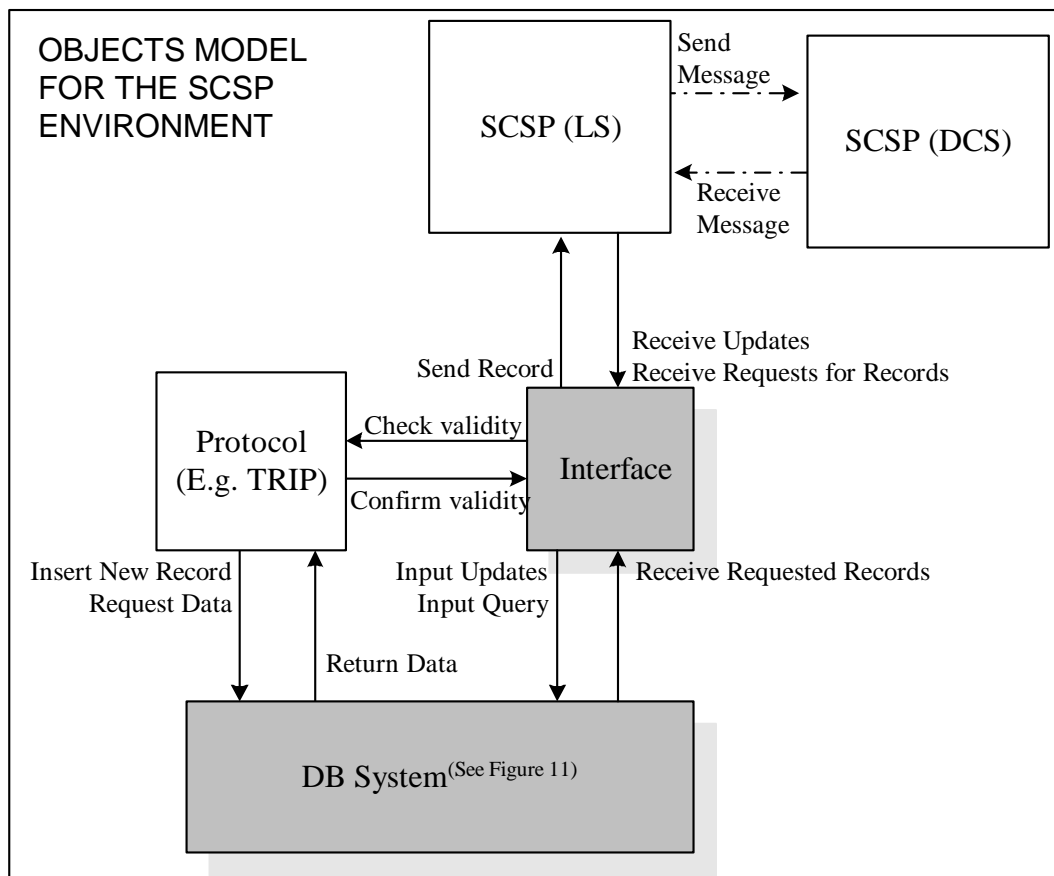 OBJECTS MODEL
FOR THE SCSP
ENVIRONMENT
SCSP (LS)
Send
Message
SCSP (DCS)
Receive
Message
Send Record
Receive Updates
Receive Requests for Records
Protocol
(E.g. TRIP)
Check validity
Confirm validity
Interface
Insert New Record
Request Data
Return Data
Input Updates
Input Query
Receive Requested Records
DB System(See Figure 11)